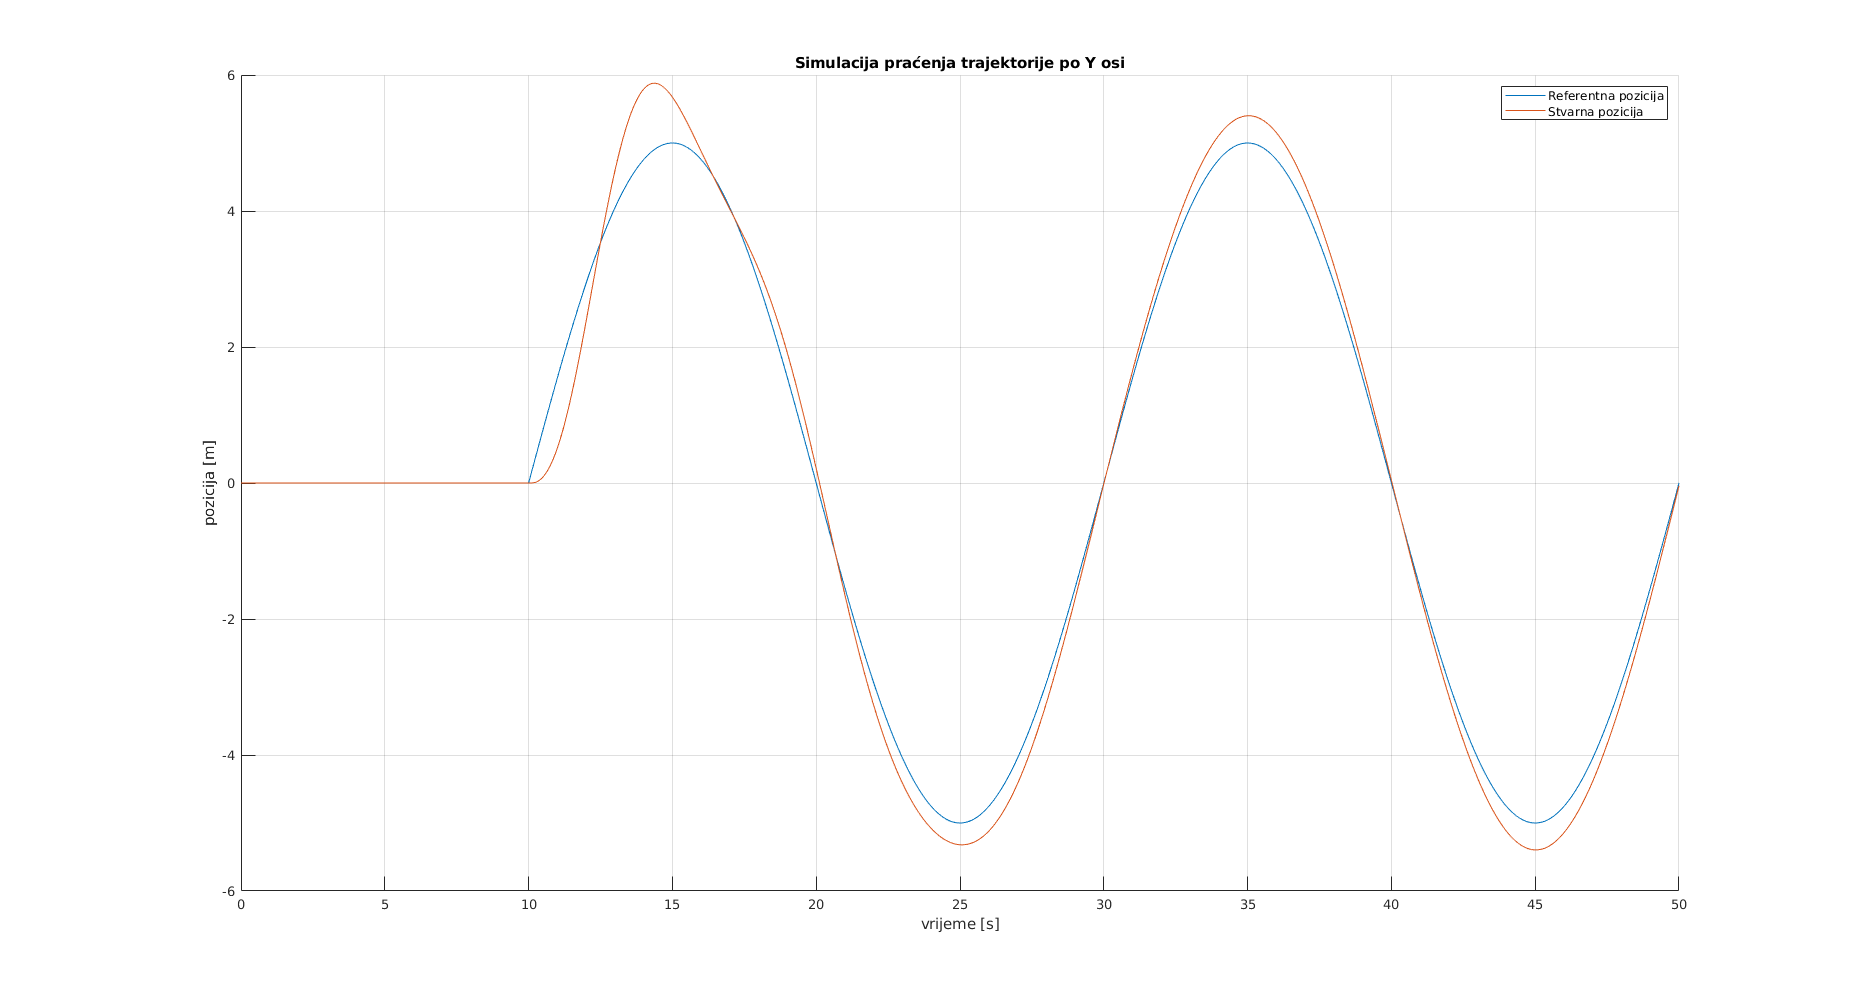 Simulacija praćenja trajektorije po Y osi
Referentna pozicija
Stvarna pozicija
pozicija [m]
6
4
2
0
-2
-4
-6
0 5 10 15 20 25 30 35 40 45 50
vrijeme [s]